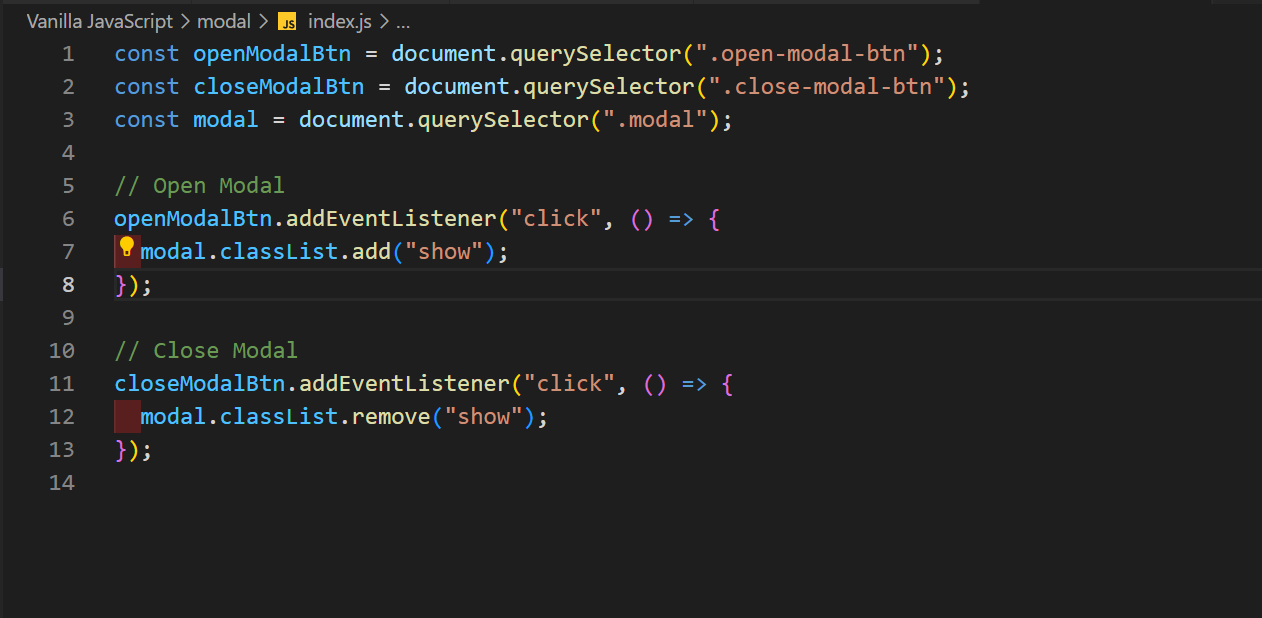 Vanilla JavaScript > modal > JS index.js > ...
1 const openModalBtn = document.querySelector(".open-modal-btn");
2 const closeModalBtn = document.querySelector(".close-modal-btn");
3 const modal = document.querySelector(".modal");
4
5 // Open Modal
6 openModalBtn.addEventListener("click", () => {
7   modal.classList.add("show");
8 });
9
10 // Close Modal
11 closeModalBtn.addEventListener("click", () => {
12   modal.classList.remove("show");
13 });
14